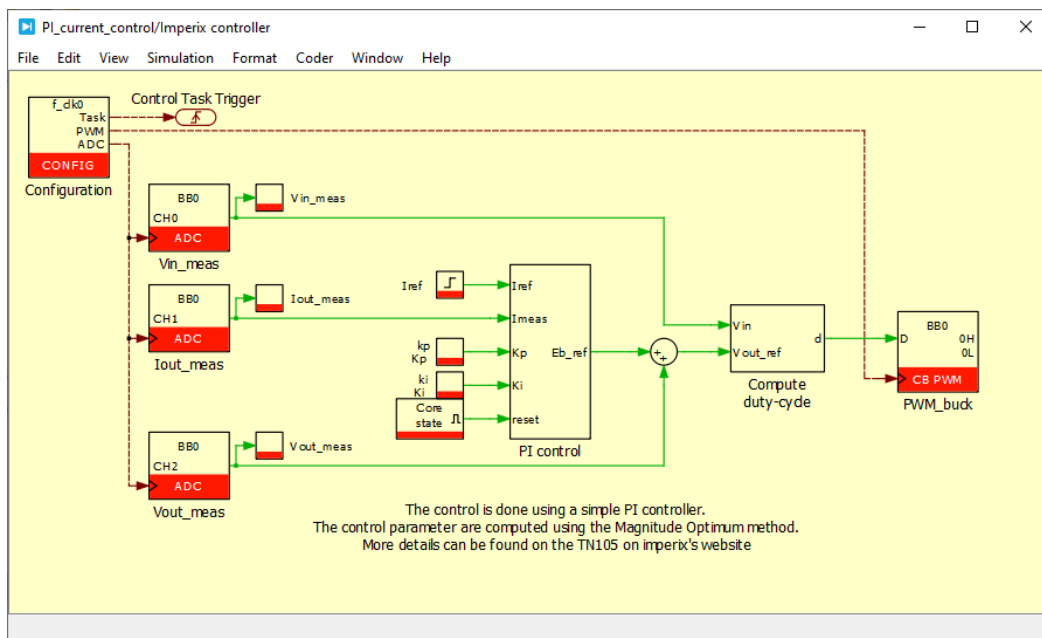 PI_current_control/Imperix controller
File Edit View Simulation Format Coder Window Help
f_clk0
Task
PWM
ADC
CONFIG
Configuration
Control Task Trigger
BB0
CH0
ADC
Vin_meas
Vin_meas
BB0
CH1
ADC
Iout_meas
Iout_meas
BB0
CH2
ADC
Vout_meas
Vout_meas
Iref
kp
Kp
ki
Ki
Core
state
Iref
Imeas
Kp
Ki
reset
Eb_ref
PI control
+
+
Vin
Vout_ref
d
Compute
duty-cycle
BB0
D
0H
0L
CB PWM
PWM_buck
The control is done using a simple PI controller.
The control parameter are computed using the Magnitude Optimum method.
More details can be found on the TN105 on imperix's website